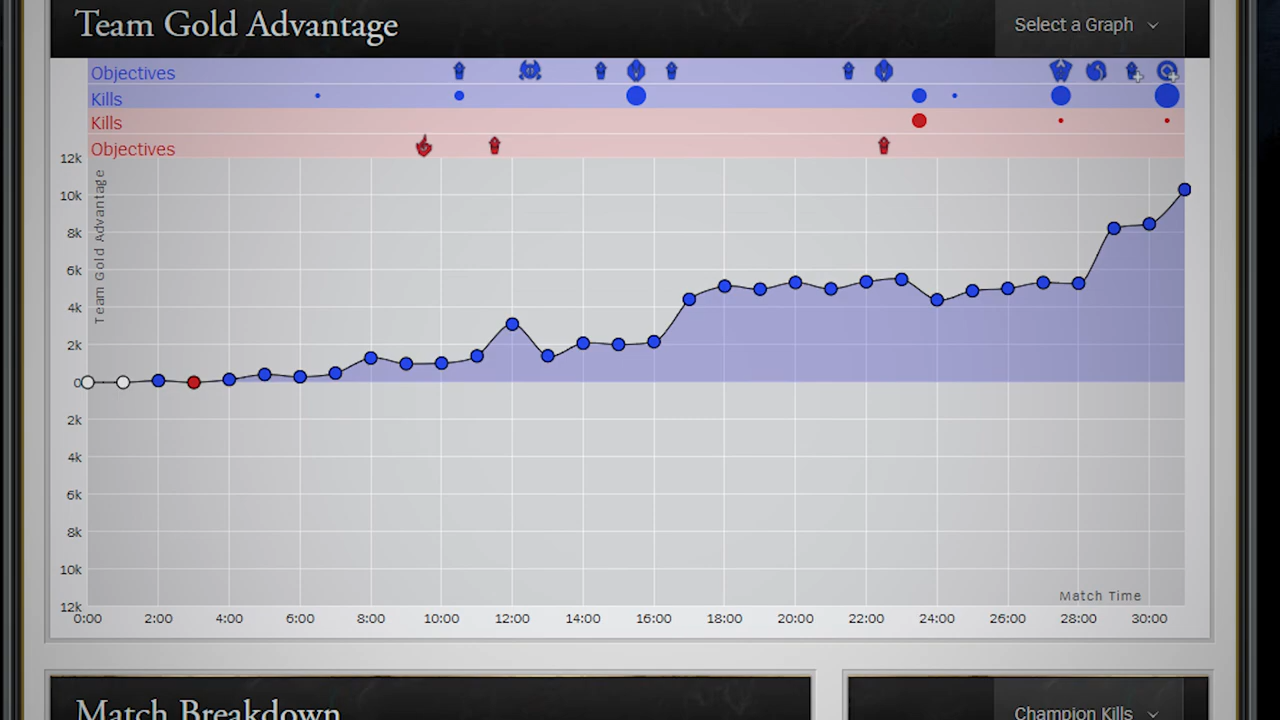 Team Gold Advantage
Select a Graph
Objectives
Kills
Kills
Objectives
12k
10k
8k
6k
4k
2k
0
2k
4k
6k
8k
10k
12k
Team Gold Advantage
Match Time
0:00 2:00 4:00 6:00 8:00 10:00 12:00 14:00 16:00 18:00 20:00 22:00 24:00 26:00 28:00 30:00
Match Breakdown
Champion Kills